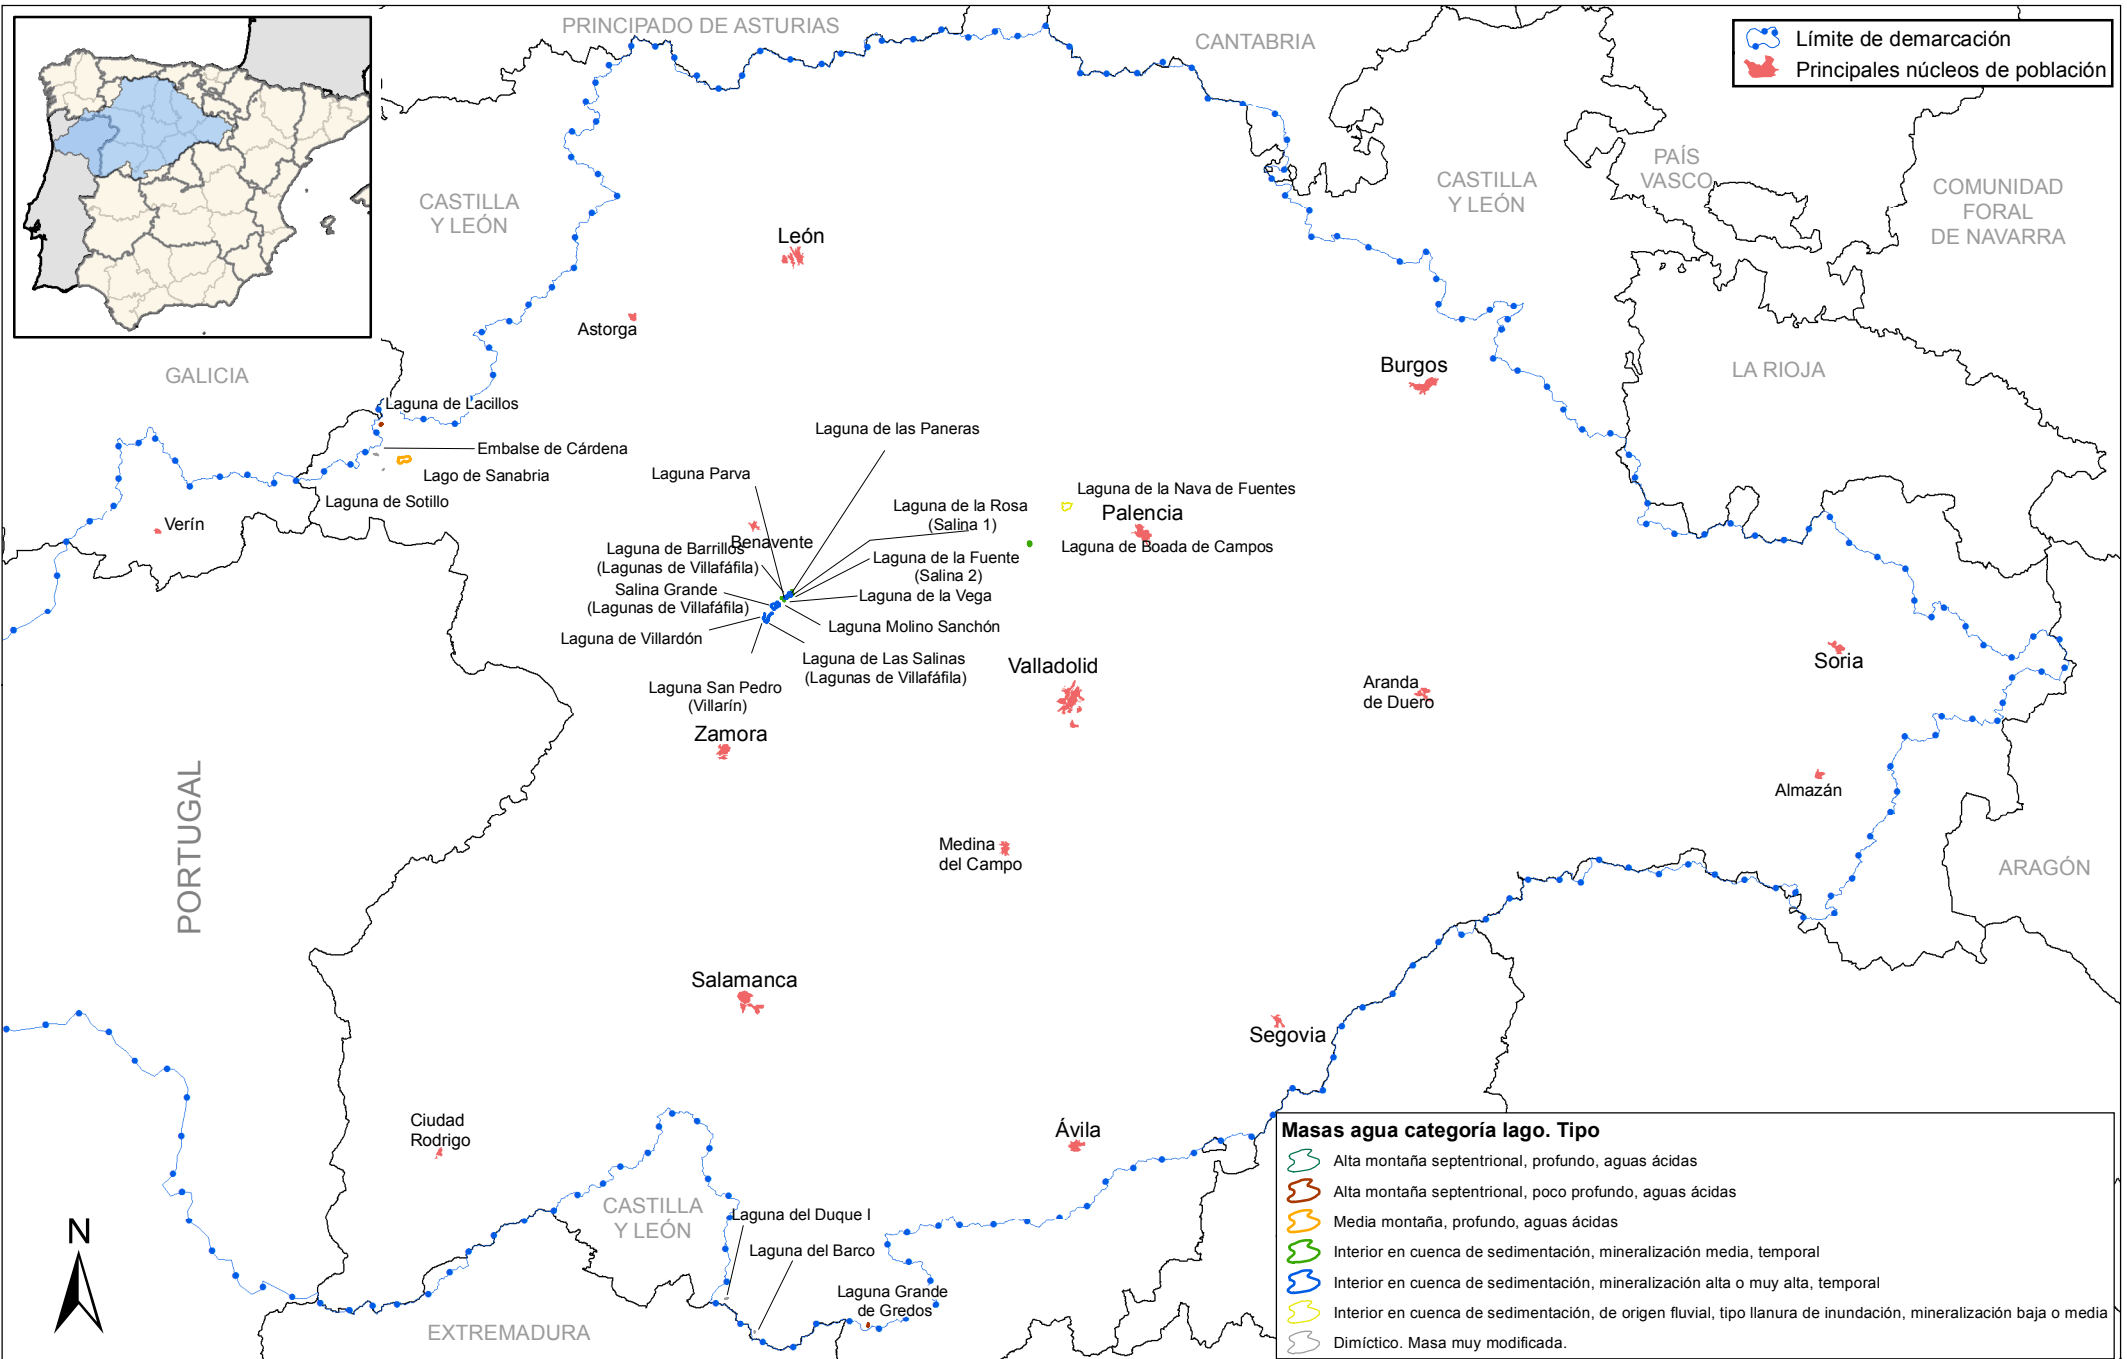 PRINCIPADO DE ASTURIAS
CANTABRIA
Límite de demarcación
Principales núcleos de población
PAÍS
VASCO
CASTILLA
Y LEÓN
COMUNIDAD
FORAL
DE NAVARRA
CASTILLA
Y LEÓN
León
Astorga
GALICIA
Burgos
LA RIOJA
Laguna de Lacillos
Embalse de Cárdena
Lago de Sanabria
Laguna de Sotillo
Verín
Laguna de las Paneras
Laguna Parva
Laguna de la Rosa
(Salina 1)
Laguna de la Nava de Fuentes
Palencia
Laguna de Boada de Campos
Benavente
Laguna de Barrillos
(Lagunas de Villafáfila)
Laguna de la Fuente
(Salina 2)
Salina Grande
(Lagunas de Villafáfila)
Laguna de la Vega
Laguna Molino Sanchón
Laguna de Villardón
Laguna de Las Salinas
(Lagunas de Villafáfila)
Laguna San Pedro
(Villarín)
Valladolid
Zamora
Aranda
de Duero
Soria
Almazán
PORTUGAL
Medina
del Campo
ARAGÓN
Salamanca
Segovia
Ciudad
Rodrigo
Ávila
CASTILLA
Y LEÓN
Laguna del Duque I
Laguna del Barco
Laguna Grande
de Gredos
N
EXTREMADURA
Masas agua categoría lago. Tipo
Alta montaña septentrional, profundo, aguas ácidas
Alta montaña septentrional, poco profundo, aguas ácidas
Media montaña, profundo, aguas ácidas
Interior en cuenca de sedimentación, mineralización media, temporal
Interior en cuenca de sedimentación, mineralización alta o muy alta, temporal
Interior en cuenca de sedimentación, de origen fluvial, tipo llanura de inundación, mineralización baja o media
Dimíctico. Masa muy modificada.